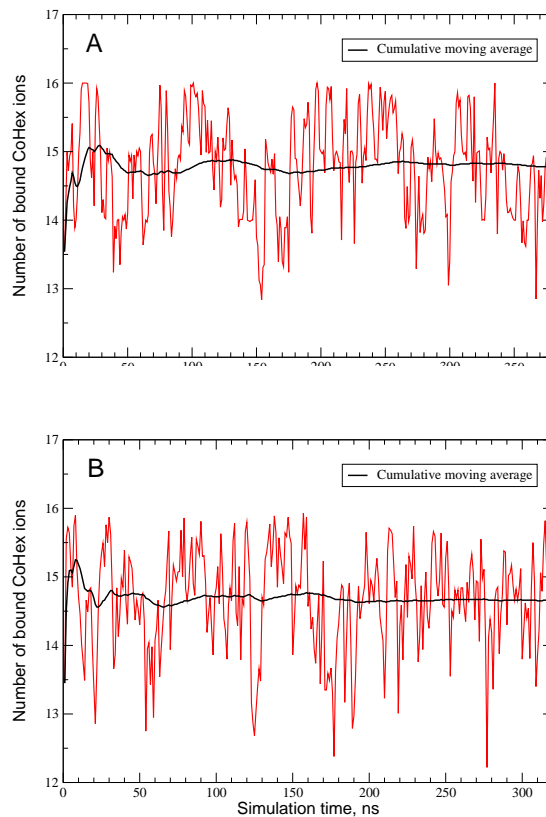 17
A
Cumulative moving average
16
15
14
13
12
Number of bound CoHex ions
0 50 100 150 200 250 300 350
17
B
Cumulative moving average
16
15
14
13
12
Number of bound CoHex ions
0 50 100 150 200 250 300
Simulation time, ns